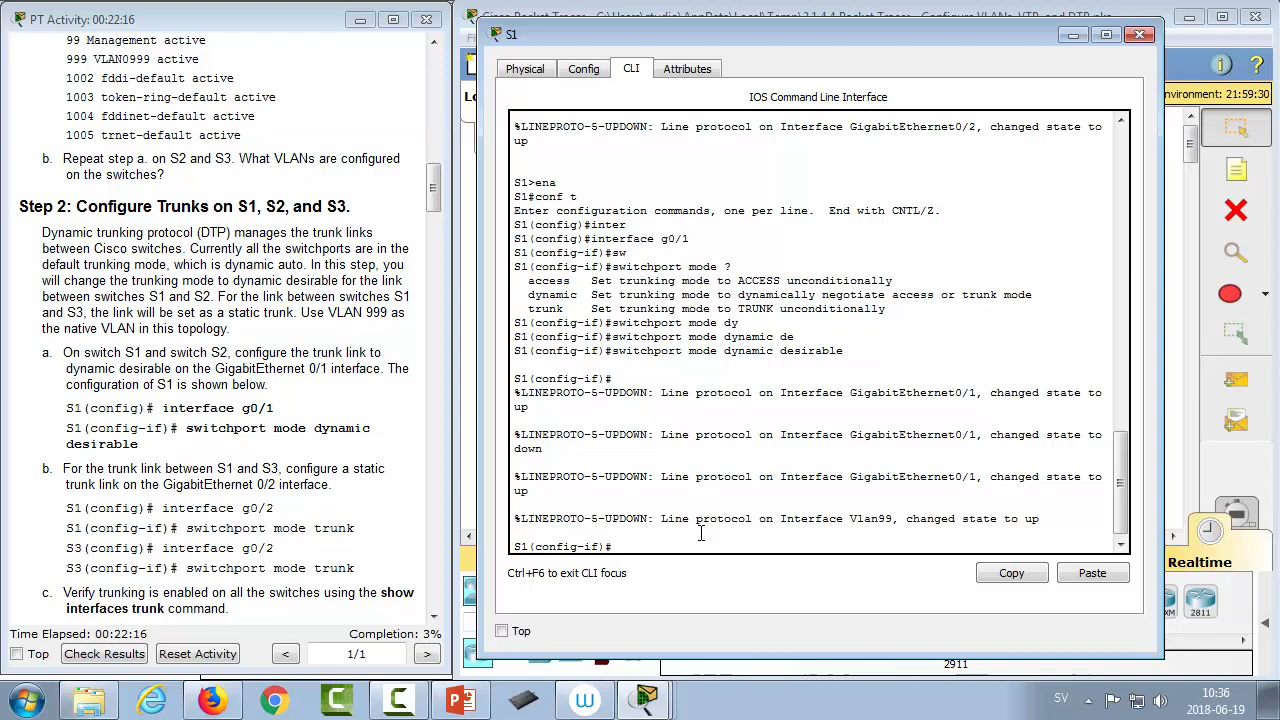 PT Activity: 00:22:16
99 Management active
999 VLAN0999 active
1002 fddi-default active
1003 token-ring-default active
1004 fddinet-default active
1005 trnet-default active
b. Repeat step a. on S2 and S3. What VLANs are configured
on the switches?
Step 2: Configure Trunks on S1, S2, and S3.
Dynamic trunking protocol (DTP) manages the trunk links
between Cisco switches. Currently all the switchports are in the
default trunking mode, which is dynamic auto. In this step, you
will change the trunking mode to dynamic desirable for the link
between switches S1 and S2. For the link between switches S1
and S3, the link will be set as a static trunk. Use VLAN 999 as
the native VLAN in this topology.
a. On switch S1 and switch S2, configure the trunk link to
dynamic desirable on the GigabitEthernet 0/1 interface. The
configuration of S1 is shown below.
S1(config)# interface g0/1
S1(config-if)# switchport mode dynamic
desirable
b. For the trunk link between S1 and S3, configure a static
trunk link on the GigabitEthernet 0/2 interface.
S1(config)# interface g0/2
S1(config-if)# switchport mode trunk
S3(config)# interface g0/2
S3(config-if)# switchport mode trunk
c. Verify trunking is enabled on all the switches using the show
interfaces trunk command.
Time Elapsed: 00:22:16 Completion: 3%
Top Check Results Reset Activity < 1/1 >
S1
Physical Config CLI Attributes
IOS Command Line Interface
%LINEPROTO-5-UPDOWN: Line protocol on Interface GigabitEthernet0/2, changed state to
up
S1>ena
S1#conf t
Enter configuration commands, one per line. End with CNTL/Z.
S1(config)#inter
S1(config)#interface g0/1
S1(config-if)#sw
S1(config-if)#switchport mode ?
access Set trunking mode to ACCESS unconditionally
dynamic Set trunking mode to dynamically negotiate access or trunk mode
trunk Set trunking mode to TRUNK unconditionally
S1(config-if)#switchport mode dy
S1(config-if)#switchport mode dynamic de
S1(config-if)#switchport mode dynamic desirable
S1(config-if)#
%LINEPROTO-5-UPDOWN: Line protocol on Interface GigabitEthernet0/1, changed state to
up
%LINEPROTO-5-UPDOWN: Line protocol on Interface GigabitEthernet0/1, changed state to
down
%LINEPROTO-5-UPDOWN: Line protocol on Interface GigabitEthernet0/1, changed state to
up
%LINEPROTO-5-UPDOWN: Line protocol on Interface Vlan99, changed state to up
S1(config-if)#
Ctrl+F6 to exit CLI focus
Copy Paste
Top
nvironment: 21:59:30
Realtime
2811
2911
SV
10:36
2018-06-19